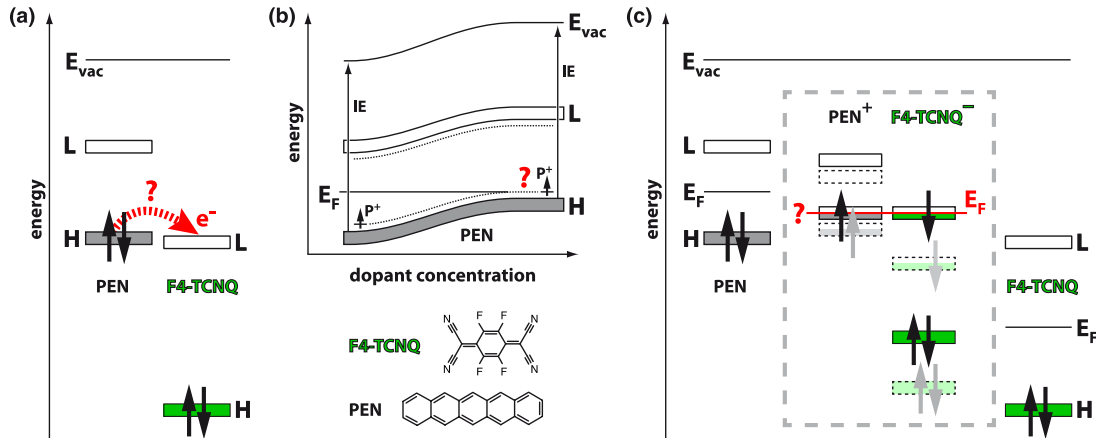 (a)
energy
E_vac
L
?
e⁻
H
L
PEN
F4-TCNQ
H
(b)
energy
E_vac
IE
IE
L
E_F
P⁺
?
P⁺
H
PEN
dopant concentration
F4-TCNQ
N
N
F
F
F
F
N
N
PEN
(c)
energy
E_vac
PEN⁺
F4-TCNQ⁻
L
E_F
?
E_F
H
L
PEN
F4-TCNQ
E_F
H